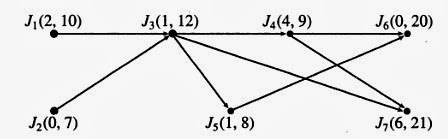 J₁(2, 10) J₃(1, 12) J₄(4, 9) J₆(0, 20)
J₂(0, 7) J₅(1, 8) J₇(6, 21)